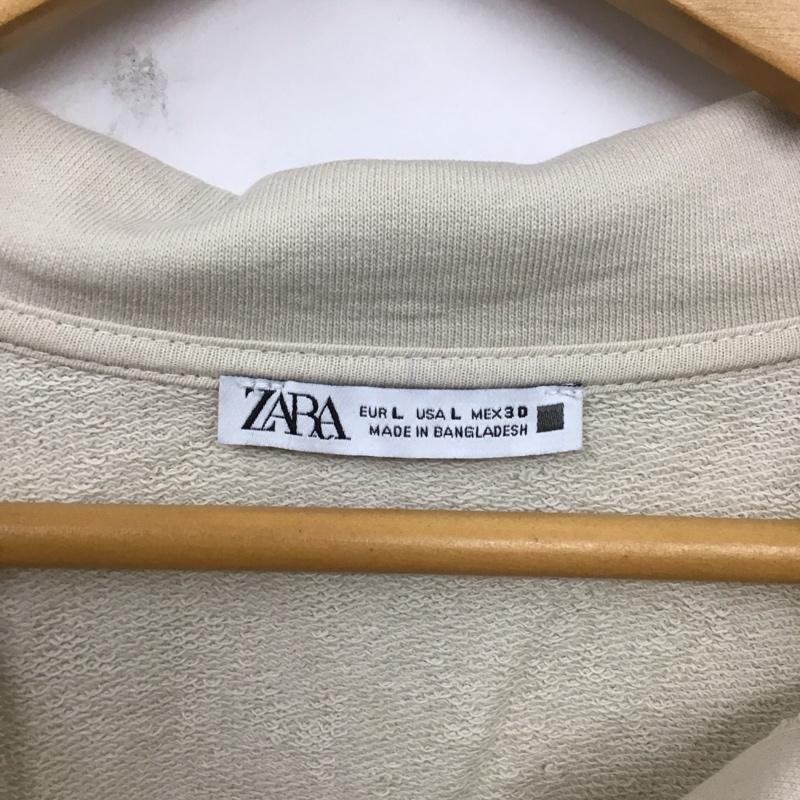 ZARA
EUR L USA L MEX 30
MADE IN BANGLADESH